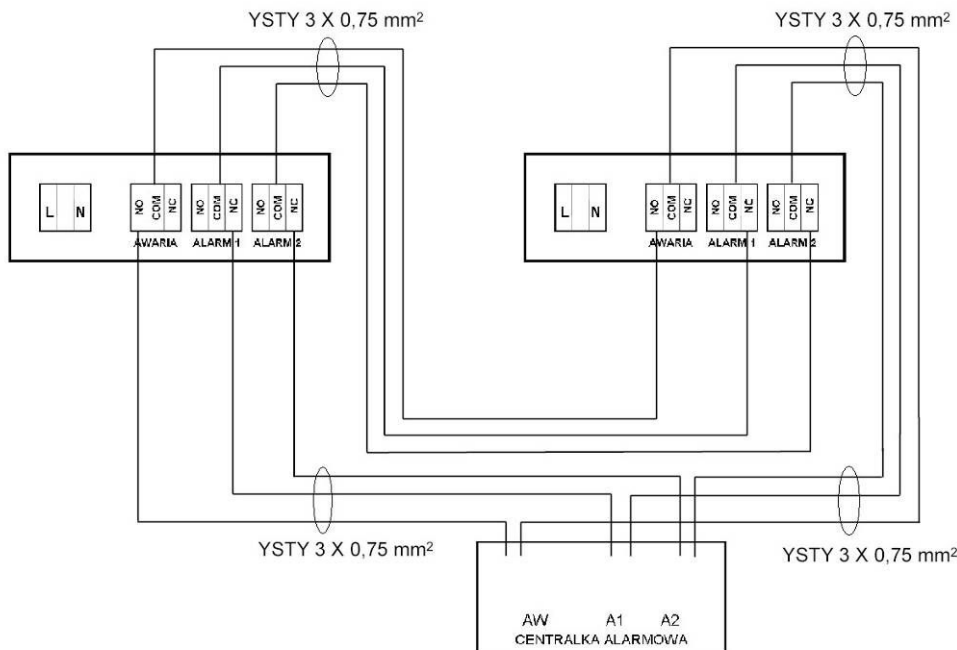 YSTY 3 X 0,75 mm²
YSTY 3 X 0,75 mm²
L N
NO COM NC
NO COM NC
NO COM NC
AWARIA
ALARM 1
ALARM 2
L N
NO COM NC
NO COM NC
NO COM NC
AWARIA
ALARM 1
ALARM 2
YSTY 3 X 0,75 mm²
YSTY 3 X 0,75 mm²
AW A1 A2
CENTRALKA ALARMOWA